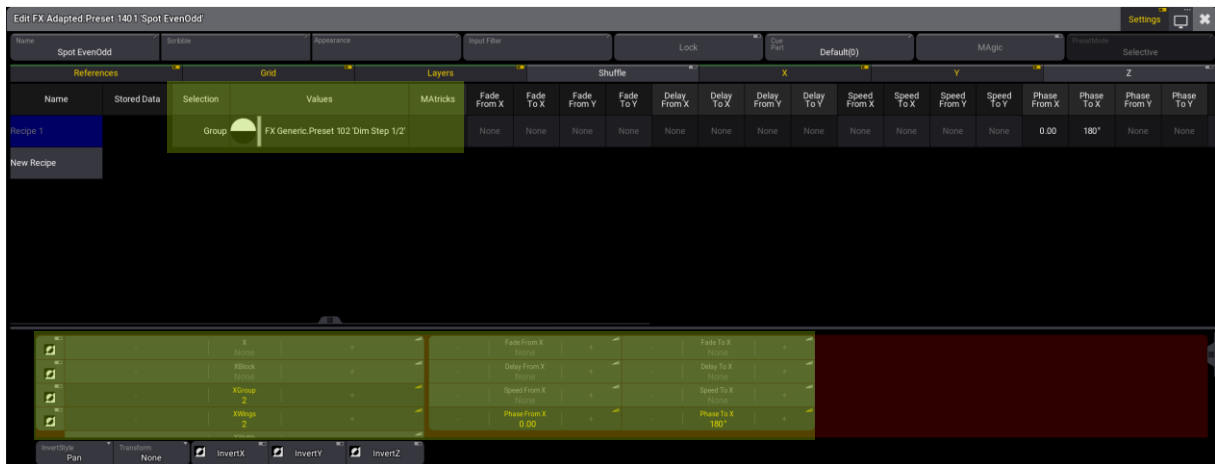 Edit FX Adapted.Preset 1401 'Spot EvenOdd'
Settings
Name
Spot EvenOdd
Scribble
Appearance
Input Filter
Lock
Cue Part
Default(0)
MAgic
PresetMode
Selective
References
Grid
Layers
Shuffle
X
Y
Z
Name
Stored Data
Selection
Values
MAtricks
Fade From X
Fade To X
Fade From Y
Fade To Y
Delay From X
Delay To X
Delay From Y
Delay To Y
Speed From X
Speed To X
Speed From Y
Speed To Y
Phase From X
Phase To X
Phase From Y
Phase To Y
Recipe 1
Group
FX Generic.Preset 102 'Dim Step 1/2'
None
None
None
None
None
None
None
None
None
None
None
None
0.00
180°
None
None
New Recipe
X
None
Fade From X
None
Fade To X
None
XBlock
None
Delay From X
None
Delay To X
None
XGroup
2
Speed From X
None
Speed To X
None
XWings
2
Phase From X
0.00
Phase To X
180°
InvertStyle
Pan
Transform
None
InvertX
InvertY
InvertZ